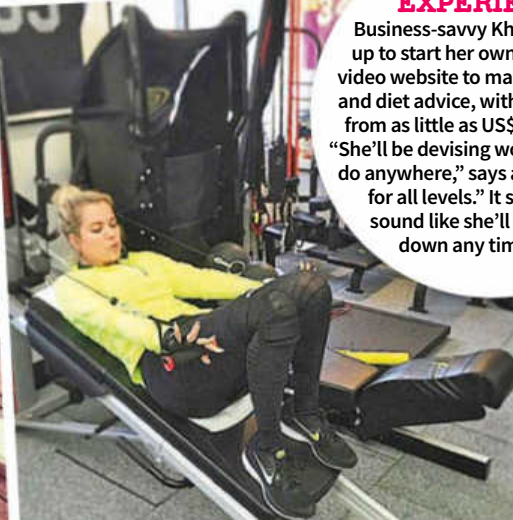 Business-savvy Kh
up to start her own
video website to ma
and diet advice, with
from as little as US$
“She’ll be devising wo
do anywhere,” says a
for all levels.” It s
sound like she’ll
down any tim